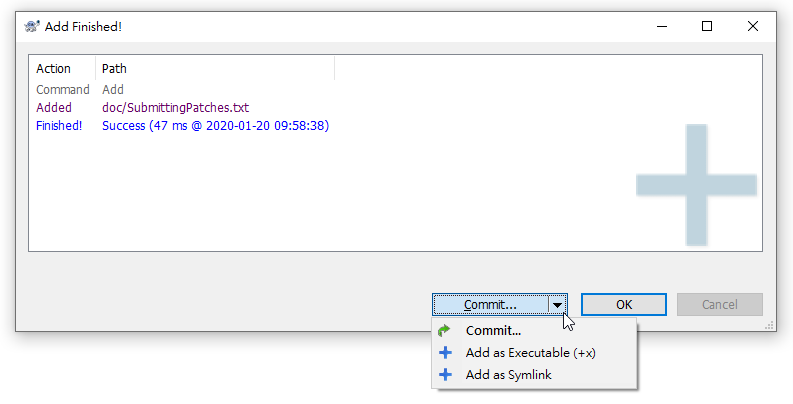 Add Finished!
Action Path
Command Add
Added doc/SubmittingPatches.txt
Finished! Success (47 ms @ 2020-01-20 09:58:38)
Commit... OK Cancel
Commit...
Add as Executable (+x)
Add as Symlink